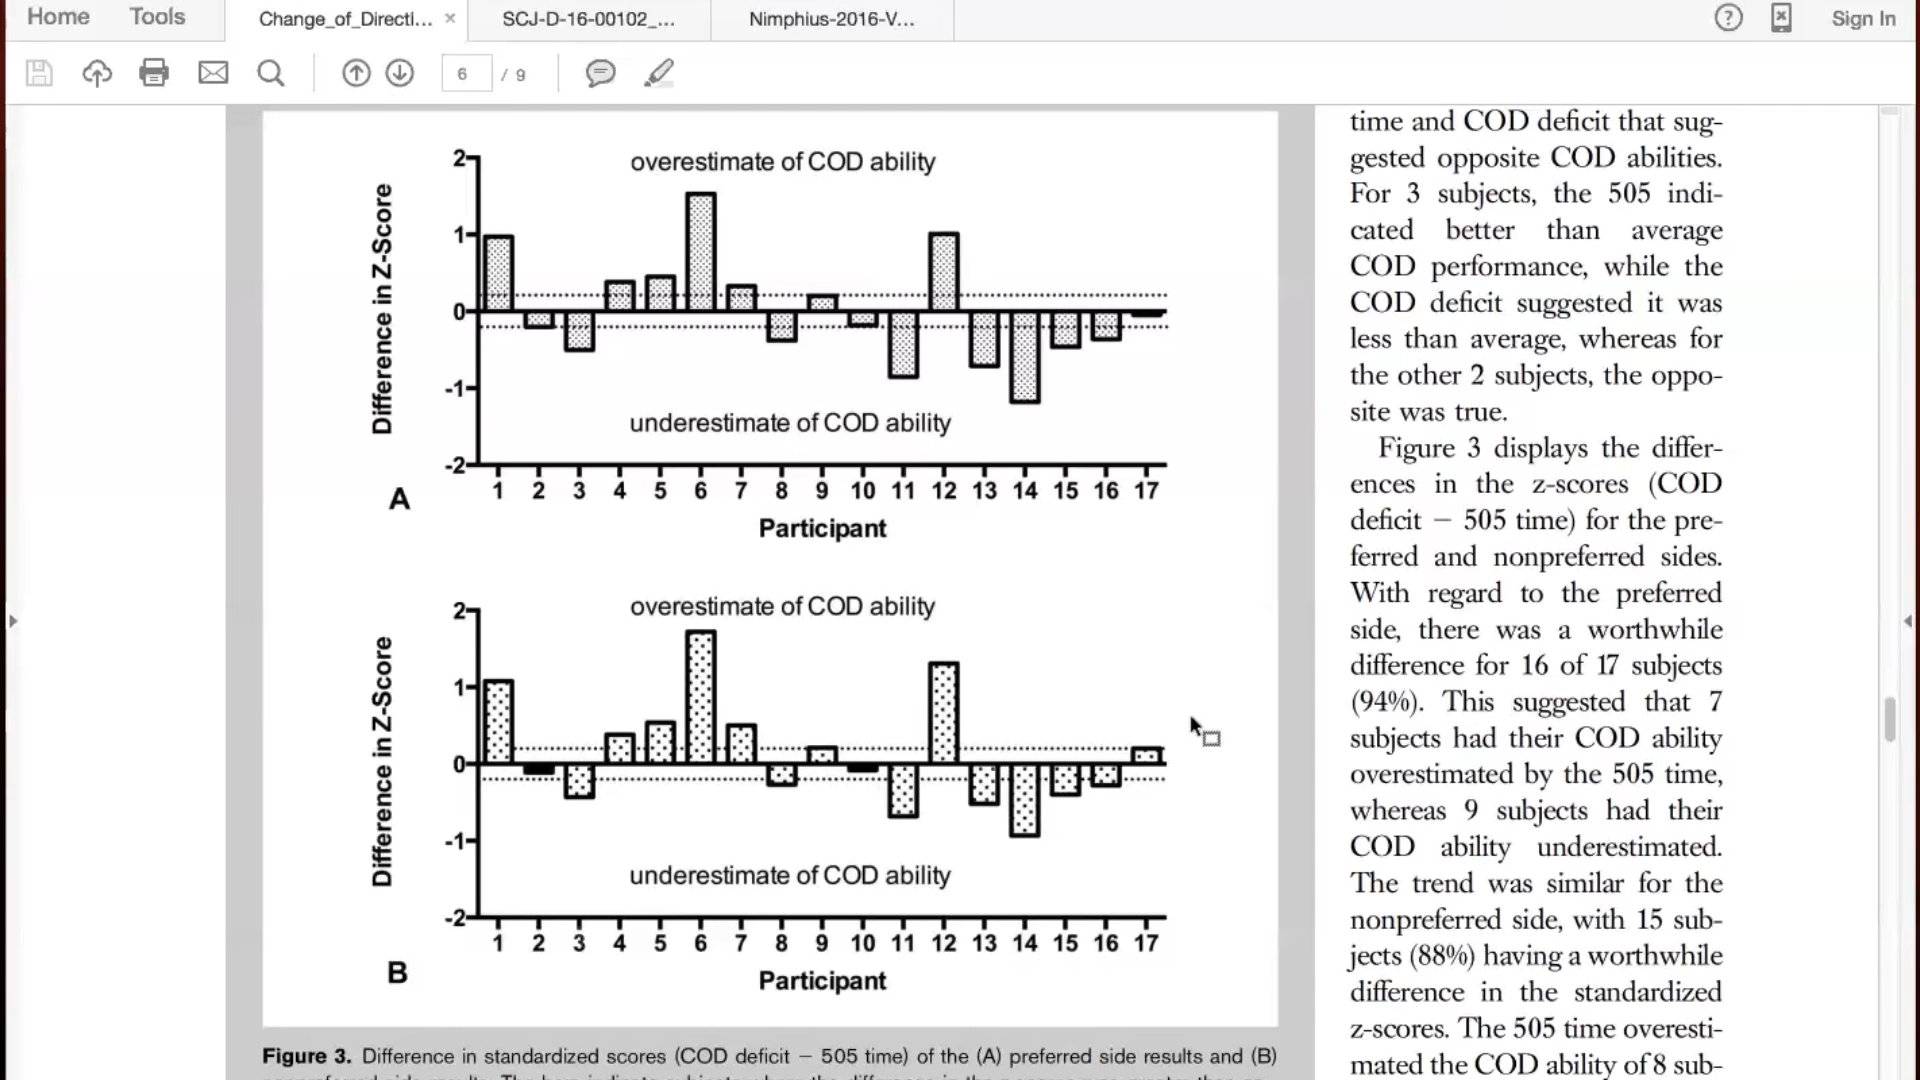 Home Tools Change_of_Directi... × SCJ-D-16-00102_... Nimphius-2016-V... ? Sign In
6 / 9
overestimate of COD ability
Difference in Z-Score
2
1
0
-1
-2
underestimate of COD ability
1 2 3 4 5 6 7 8 9 10 11 12 13 14 15 16 17
A
Participant
overestimate of COD ability
Difference in Z-Score
2
1
0
-1
-2
underestimate of COD ability
1 2 3 4 5 6 7 8 9 10 11 12 13 14 15 16 17
B
Participant
Figure 3. Difference in standardized scores (COD deficit − 505 time) of the (A) preferred side results and (B)
time and COD deficit that sug-
gested opposite COD abilities.
For 3 subjects, the 505 indi-
cated better than average
COD performance, while the
COD deficit suggested it was
less than average, whereas for
the other 2 subjects, the oppo-
site was true.
Figure 3 displays the differ-
ences in the z-scores (COD
deficit − 505 time) for the pre-
ferred and nonpreferred sides.
With regard to the preferred
side, there was a worthwhile
difference for 16 of 17 subjects
(94%). This suggested that 7
subjects had their COD ability
overestimated by the 505 time,
whereas 9 subjects had their
COD ability underestimated.
The trend was similar for the
nonpreferred side, with 15 sub-
jects (88%) having a worthwhile
difference in the standardized
z-scores. The 505 time overesti-
mated the COD ability of 8 sub-